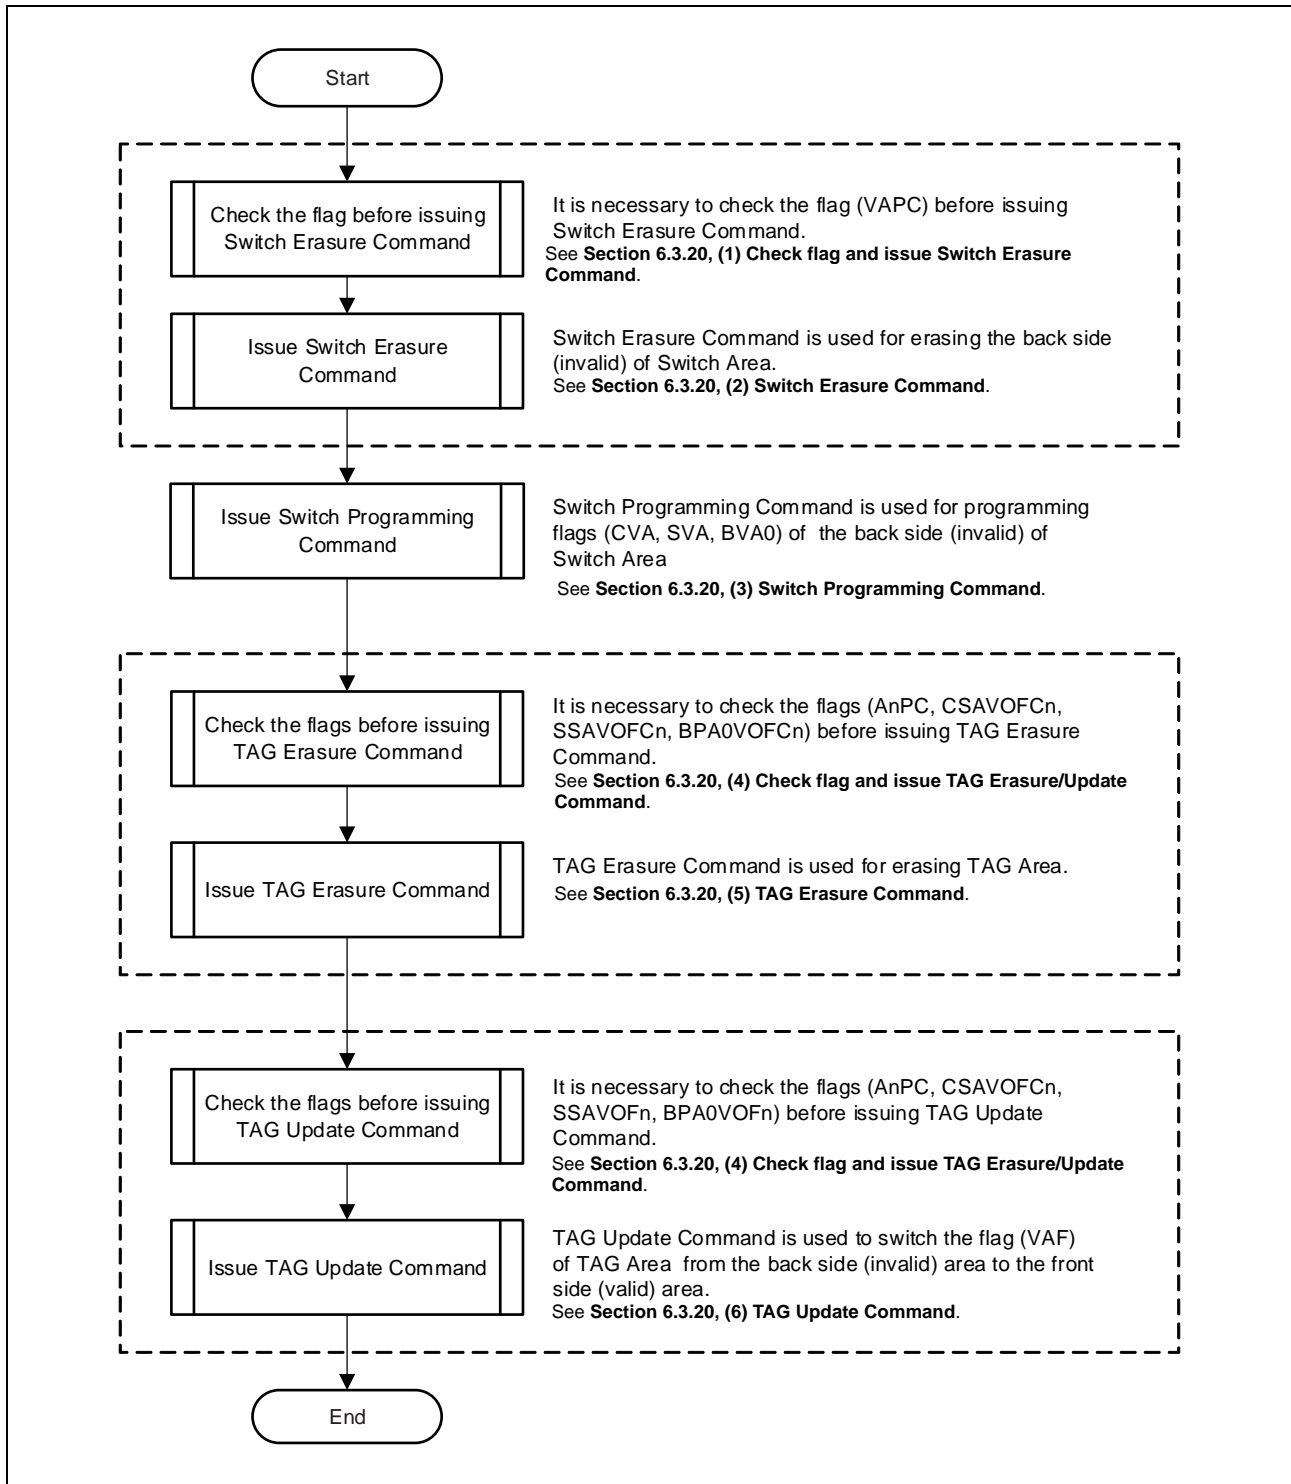 Start
Check the flag before issuing
Switch Erasure Command
It is necessary to check the flag (VAPC) before issuing
Switch Erasure Command.
See Section 6.3.20, (1) Check flag and issue Switch Erasure
Command.
Issue Switch Erasure
Command
Switch Erasure Command is used for erasing the back side
(invalid) of Switch Area.
See Section 6.3.20, (2) Switch Erasure Command.
Issue Switch Programming
Command
Switch Programming Command is used for programming
flags (CVA, SVA, BVA0) of the back side (invalid) of
Switch Area
See Section 6.3.20, (3) Switch Programming Command.
Check the flags before issuing
TAG Erasure Command
It is necessary to check the flags (AnPC, CSAVOFCn,
SSAVOFCn, BPA0VOFCn) before issuing TAG Erasure
Command.
See Section 6.3.20, (4) Check flag and issue TAG Erasure/Update
Command.
Issue TAG Erasure Command
TAG Erasure Command is used for erasing TAG Area.
See Section 6.3.20, (5) TAG Erasure Command.
Check the flags before issuing
TAG Update Command
It is necessary to check the flags (AnPC, CSAVOFCn,
SSAVOFn, BPA0VOFn) before issuing TAG Update
Command.
See Section 6.3.20, (4) Check flag and issue TAG Erasure/Update
Command.
Issue TAG Update Command
TAG Update Command is used to switch the flag (VAF)
of TAG Area from the back side (invalid) area to the front
side (valid) area.
See Section 6.3.20, (6) TAG Update Command.
End